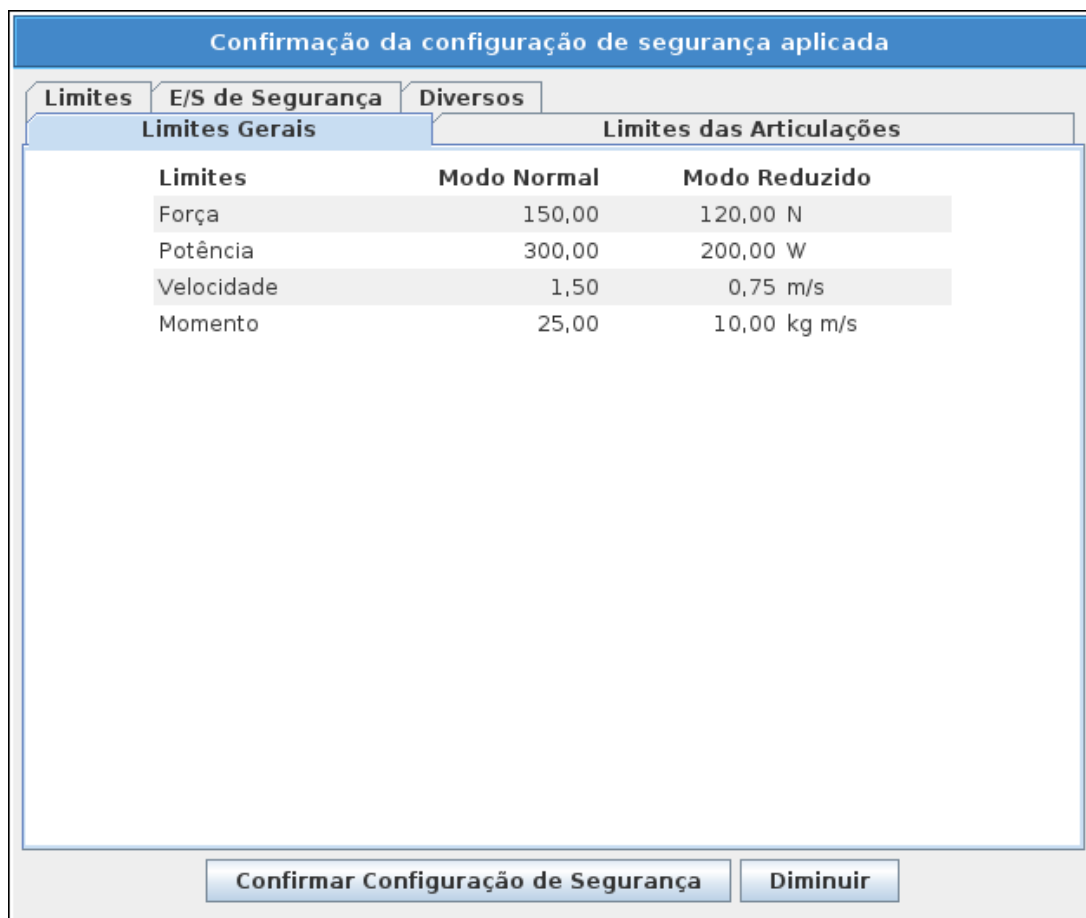 Confirmação da configuração de segurança aplicada
Limites E/S de Segurança Diversos
Limites Gerais Limites das Articulações
Limites Modo Normal Modo Reduzido
Força 150,00 120,00 N
Potência 300,00 200,00 W
Velocidade 1,50 0,75 m/s
Momento 25,00 10,00 kg m/s
Confirmar Configuração de Segurança Diminuir